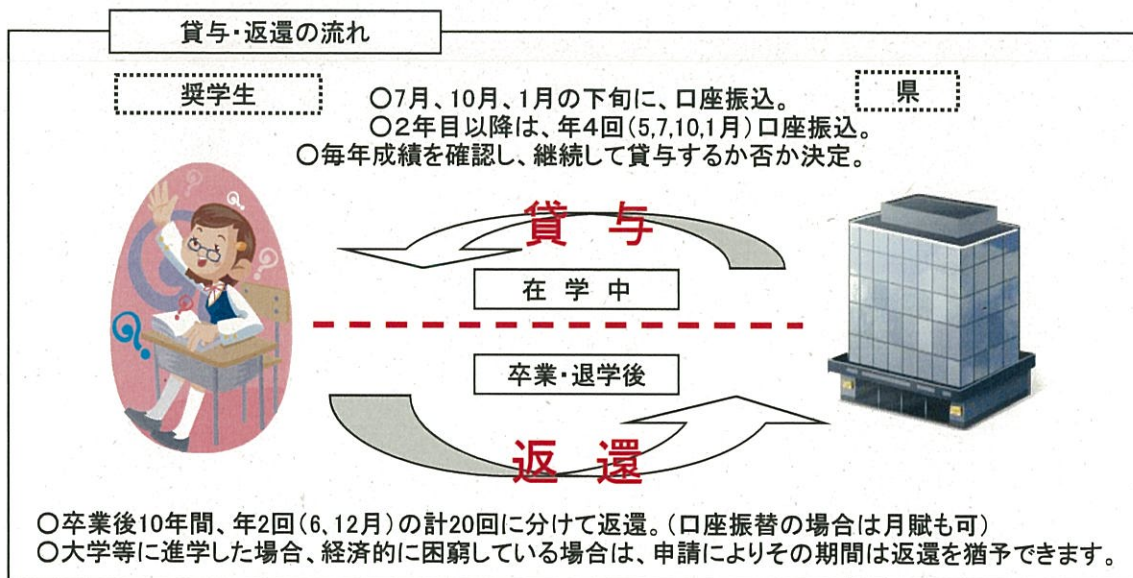 貸与・返還の流れ
奨学生
県
○7月、10月、1月の下旬に、口座振込。
○2年目以降は、年4回(5,7,10,1月)口座振込。
○毎年成績を確認し、継続して貸与するか否か決定。
貸 与
在 学 中
卒業・退学後
返 還
○卒業後10年間、年2回(6、12月)の計20回に分けて返還。(口座振替の場合は月賦も可)
○大学等に進学した場合、経済的に困窮している場合は、申請によりその期間は返還を猶予できます。